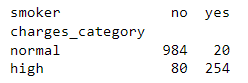 smoker no yes
charges_category
normal 984 20
high 80 254